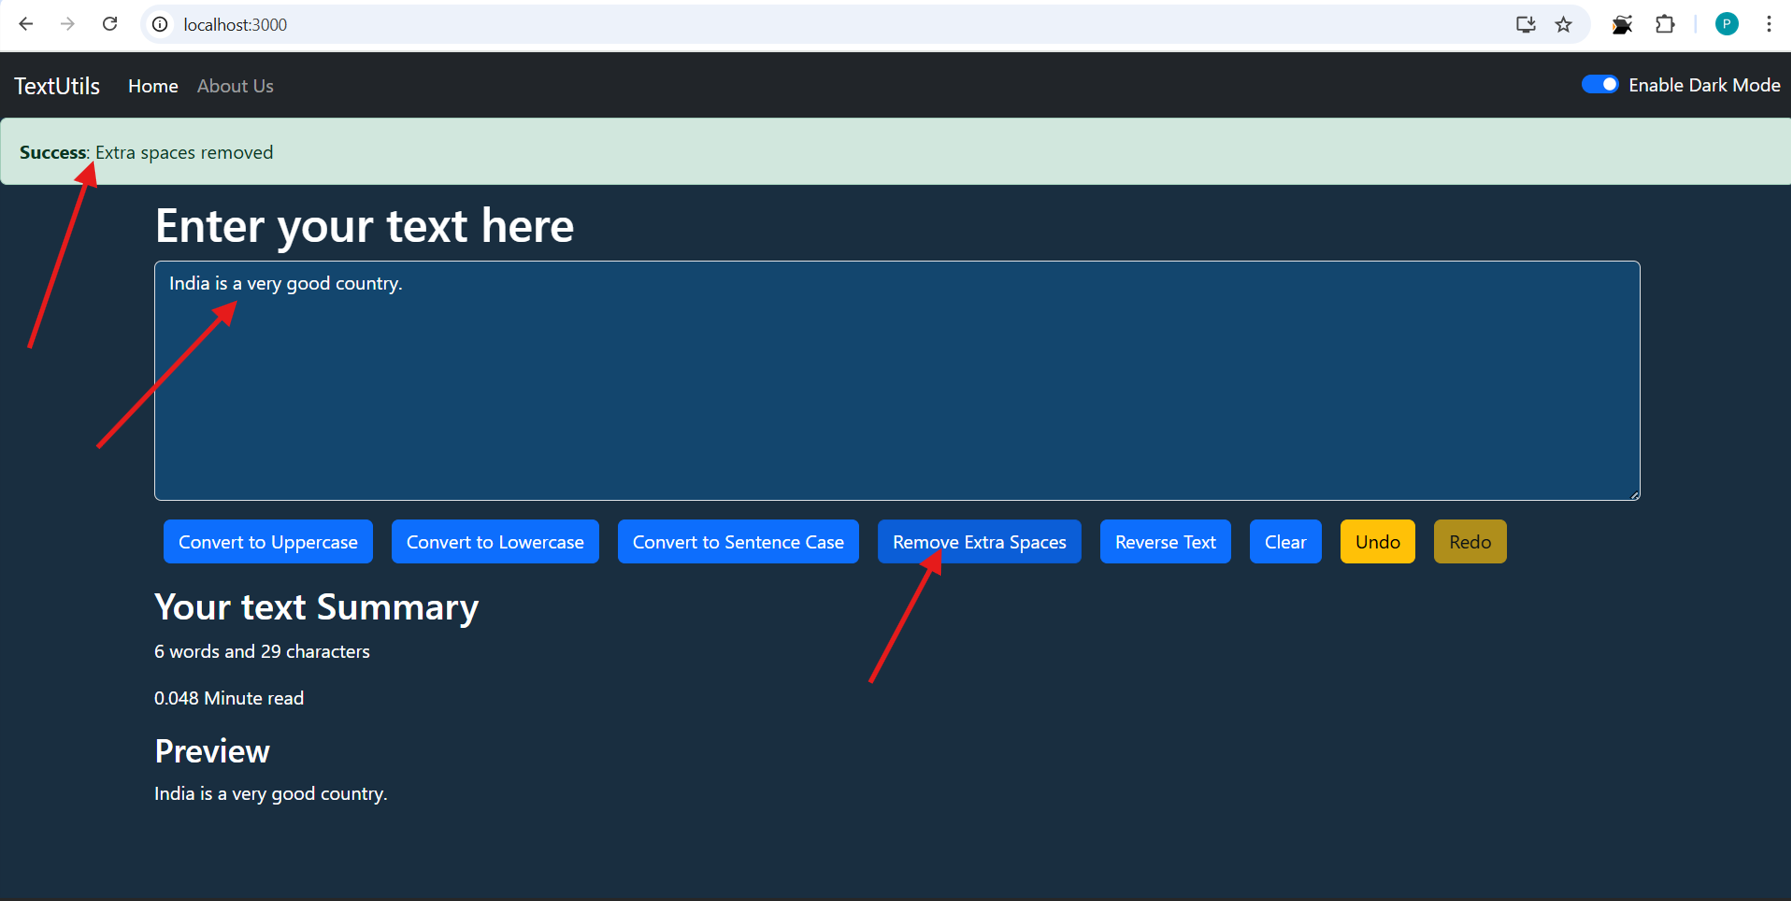 localhost:3000
P
TextUtils Home About Us Enable Dark Mode
Success: Extra spaces removed
Enter your text here
India is a very good country.
Convert to Uppercase Convert to Lowercase Convert to Sentence Case Remove Extra Spaces Reverse Text Clear Undo Redo
Your text Summary
6 words and 29 characters
0.048 Minute read
Preview
India is a very good country.